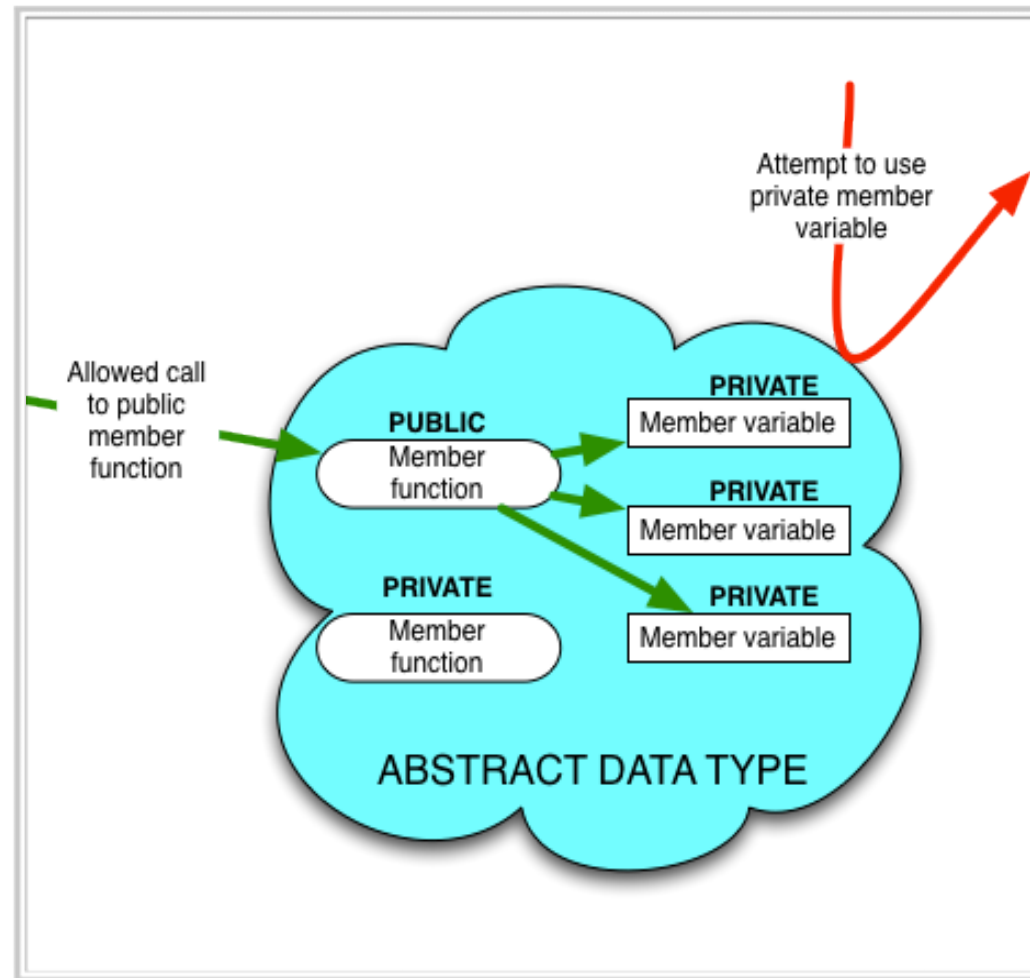 Attempt to use
private member
variable
Allowed call
to public
member
function
PUBLIC
Member
function
PRIVATE
Member variable
PRIVATE
Member variable
PRIVATE
Member function
PRIVATE
Member variable
ABSTRACT DATA TYPE